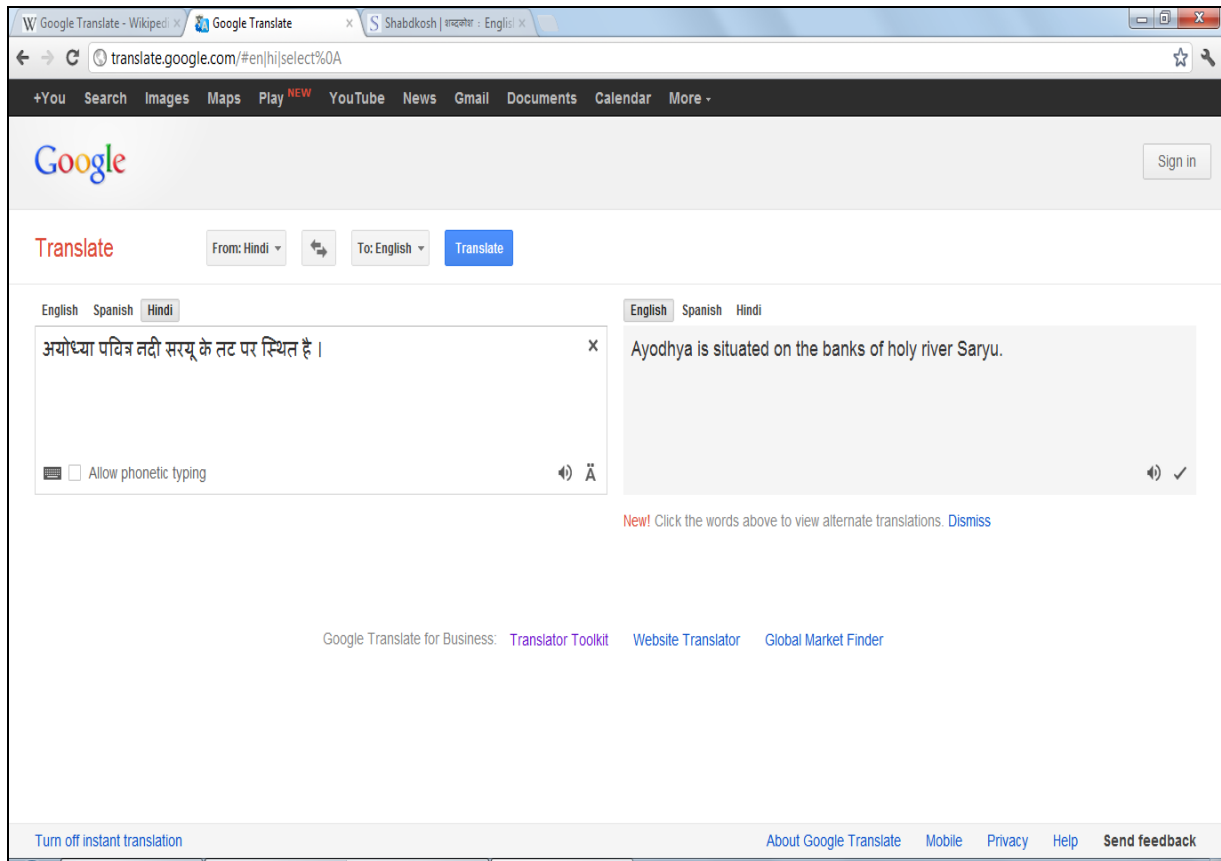 Google Translate - Wikipedi
Google Translate
Shabdkosh | शब्दकोश : Englisl
translate.google.com/#en|hi|select%0A
+You Search Images Maps Play NEW YouTube News Gmail Documents Calendar More
Google
Sign in
Translate From: Hindi To: English Translate
English Spanish Hindi
English Spanish Hindi
अयोध्या पवित्र नदी सरयू के तट पर स्थित है ।
Ayodhya is situated on the banks of holy river Saryu.
Allow phonetic typing
Ä
New! Click the words above to view alternate translations. Dismiss
Google Translate for Business: Translator Toolkit Website Translator Global Market Finder
Turn off instant translation
About Google Translate Mobile Privacy Help Send feedback